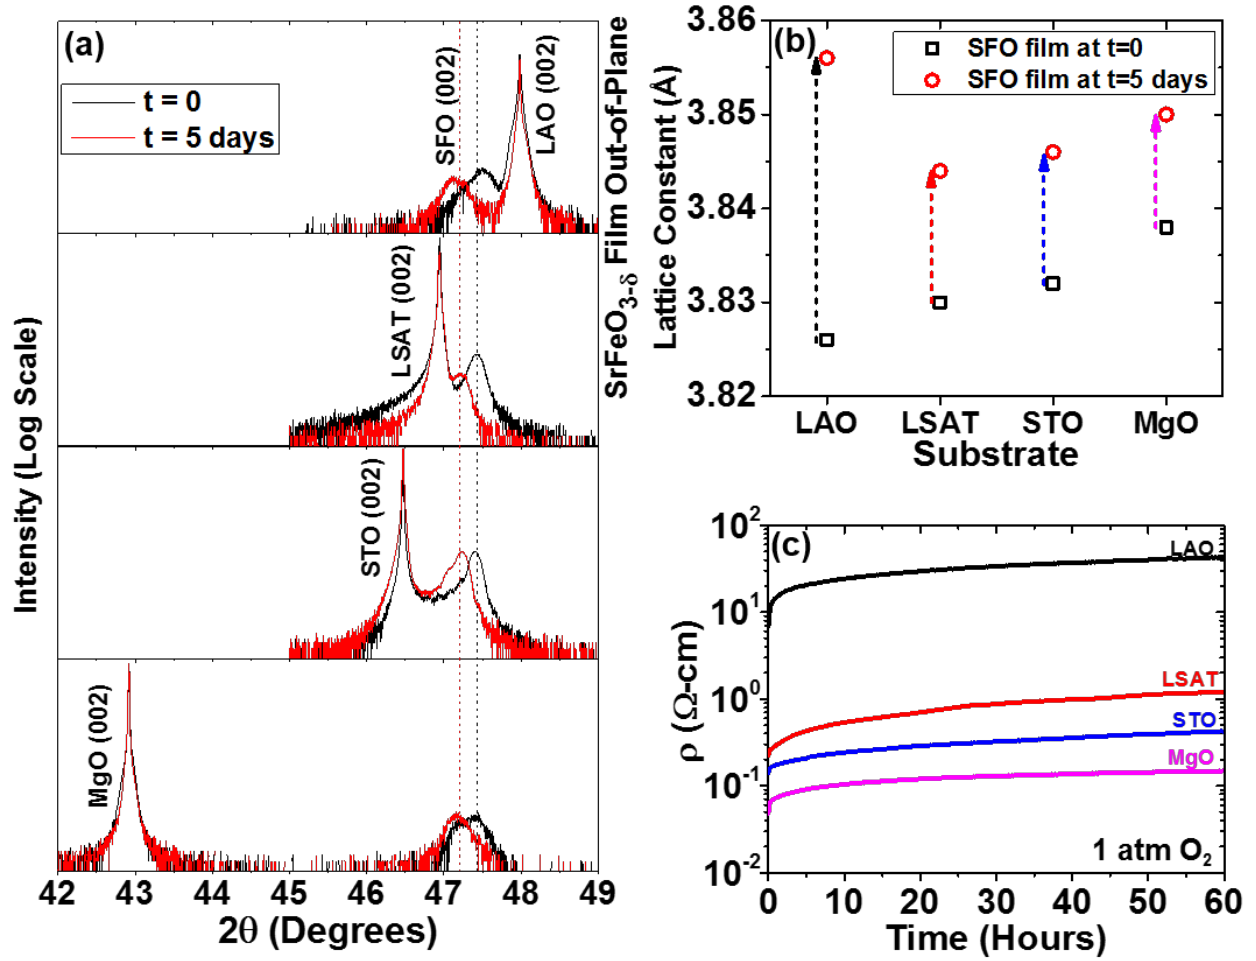 (a)
t = 0
t = 5 days
SFO (002)
LAO (002)
LSAT (002)
STO (002)
MgO (002)
Intensity (Log Scale)
42 43 44 45 46 47 48 49
2θ (Degrees)
(b)
SFO film at t=0
SFO film at t=5 days
SrFeO3-δ Film Out-of-Plane
Lattice Constant (Å)
3.86
3.85
3.84
3.83
3.82
LAO LSAT STO MgO
Substrate
(c)
LAO
LSAT
STO
MgO
1 atm O2
ρ (Ω-cm)
10^2
10^1
10^0
10^-1
10^-2
0 10 20 30 40 50 60
Time (Hours)